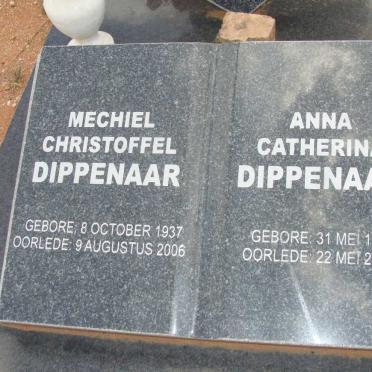 MECHIEL
CHRISTOFFEL
DIPPENAAR
GEBORE: 8 OCTOBER 1937
OORLEDE: 9 AUGUSTUS 2006
ANNA
CATHERINA
DIPPENAA
GEBORE: 31 MEI 1
OORLEDE: 22 MEI 2